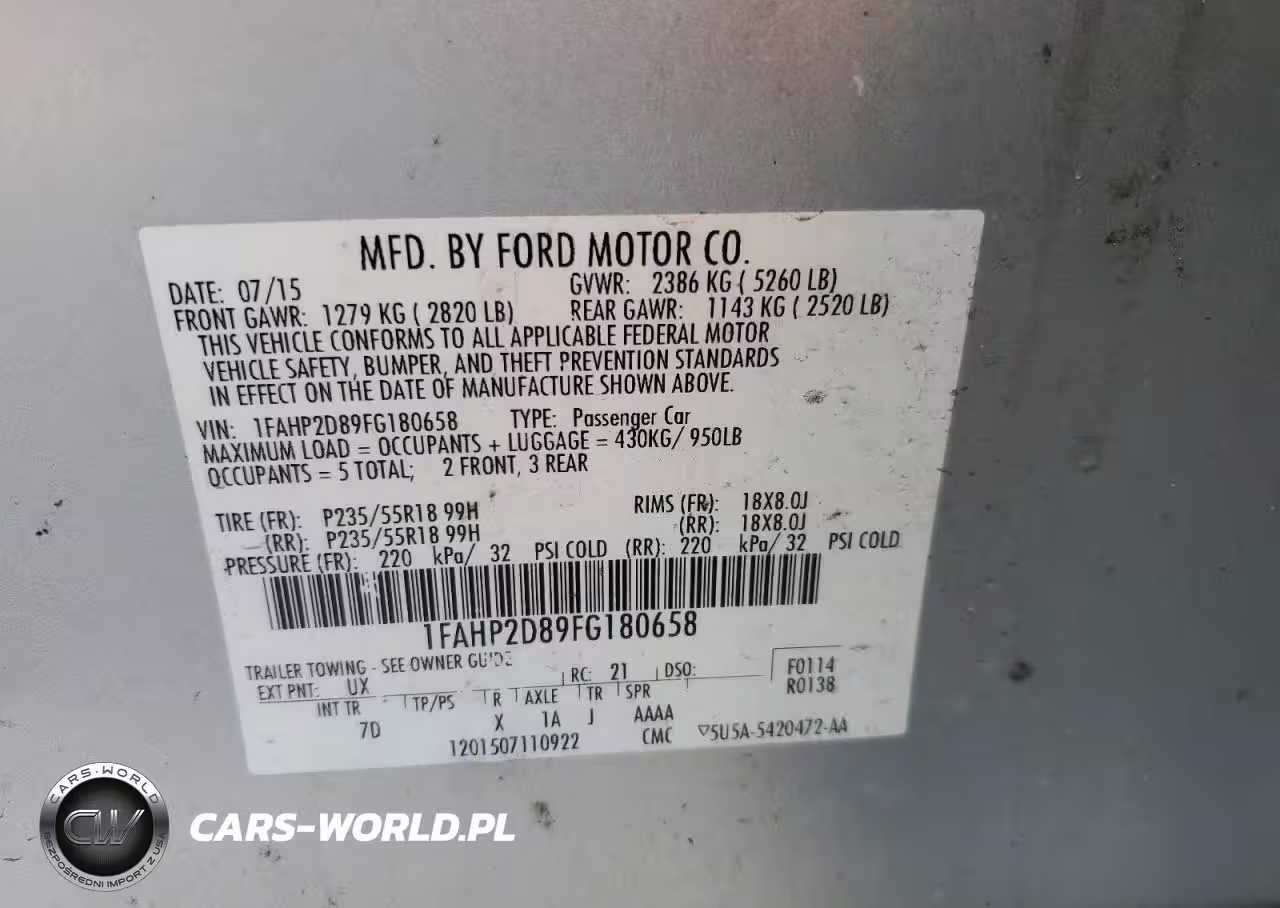 MFD. BY FORD MOTOR CO.
DATE: 07/15 GVWR: 2386 KG ( 5260 LB)
FRONT GAWR: 1279 KG ( 2820 LB) REAR GAWR: 1143 KG ( 2520 LB)
THIS VEHICLE CONFORMS TO ALL APPLICABLE FEDERAL MOTOR
VEHICLE SAFETY, BUMPER, AND THEFT PREVENTION STANDARDS
IN EFFECT ON THE DATE OF MANUFACTURE SHOWN ABOVE.
VIN: 1FAHP2D89FG180658 TYPE: Passenger Car
MAXIMUM LOAD = OCCUPANTS + LUGGAGE = 430KG/ 950LB
OCCUPANTS = 5 TOTAL; 2 FRONT, 3 REAR
TIRE (FR): P235/55R18 99H RIMS (FR): 18X8.0J
(RR): P235/55R18 99H (RR): 18X8.0J
PRESSURE (FR): 220 kPa/ 32 PSI COLD (RR): 220 kPa/ 32 PSI COLD
1FAHP2D89FG180658
TRAILER TOWING - SEE OWNER GUIDE
EXT PNT: UX RC: 21 DSO: F0114
R0138
INT TR TP/PS R AXLE TR SPR
7D X 1A J AAAA
1201507110922 CMC ▽5U5A-5420472-AA
CARS-WORLD
CW
BEZPOŚREDNI IMPORT Z USA
CARS-WORLD.PL